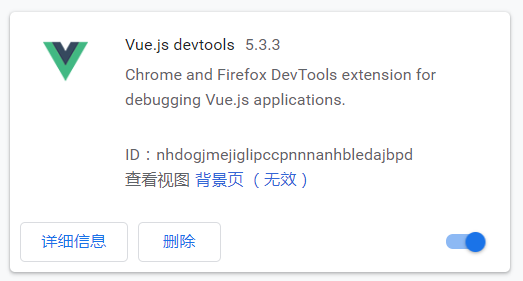 Vue.js devtools 5.3.3
Chrome and Firefox DevTools extension for
debugging Vue.js applications.
ID：nhdogjmejiglipccpnnnanhbledajbpd
查看视图 背景页 （无效）
详细信息 删除